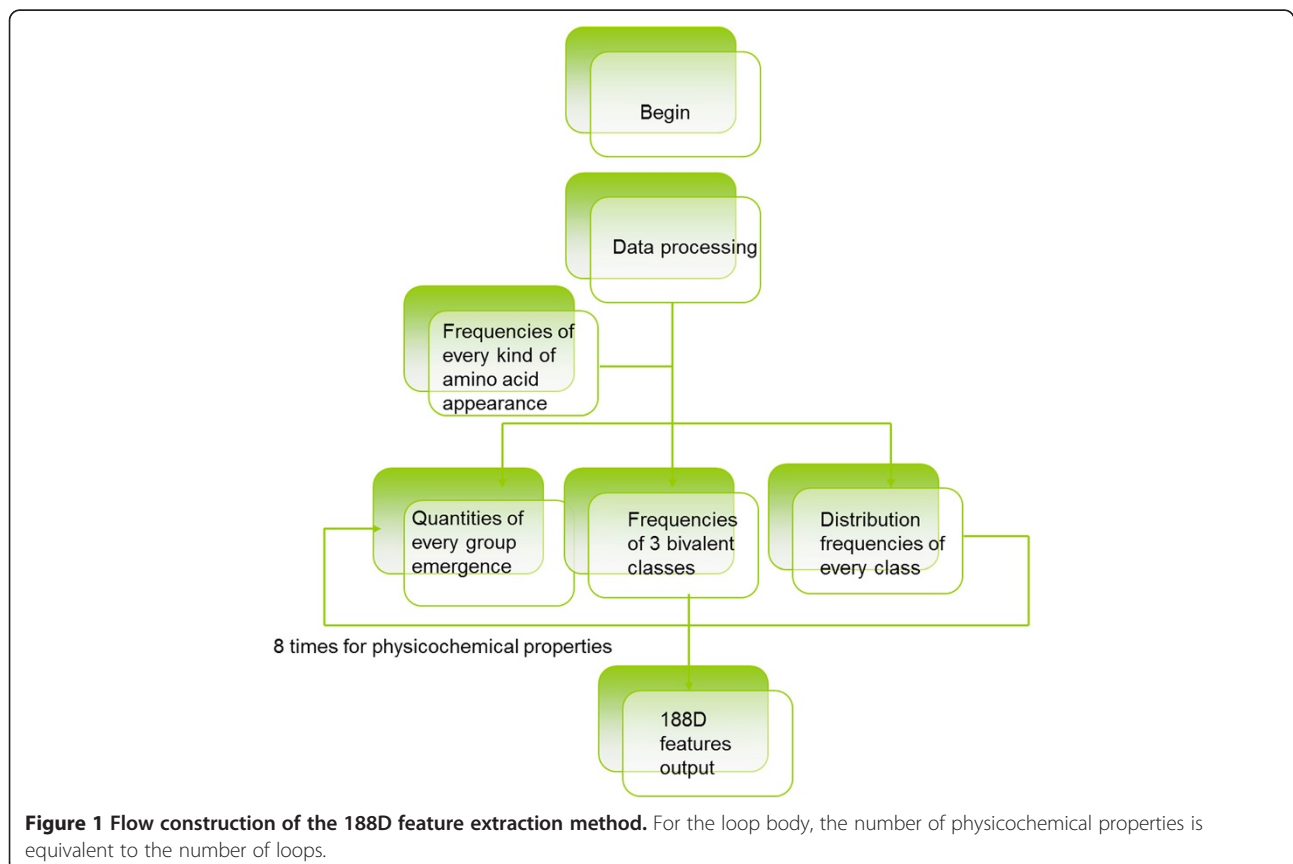 Begin
Data processing
Frequencies of
every kind of
amino acid
appearance
Quantities of
every group
emergence
Frequencies
of 3 bivalent
classes
Distribution
frequencies of
every class
8 times for physicochemical properties
188D
features
output
Figure 1 Flow construction of the 188D feature extraction method. For the loop body, the number of physicochemical properties is
equivalent to the number of loops.